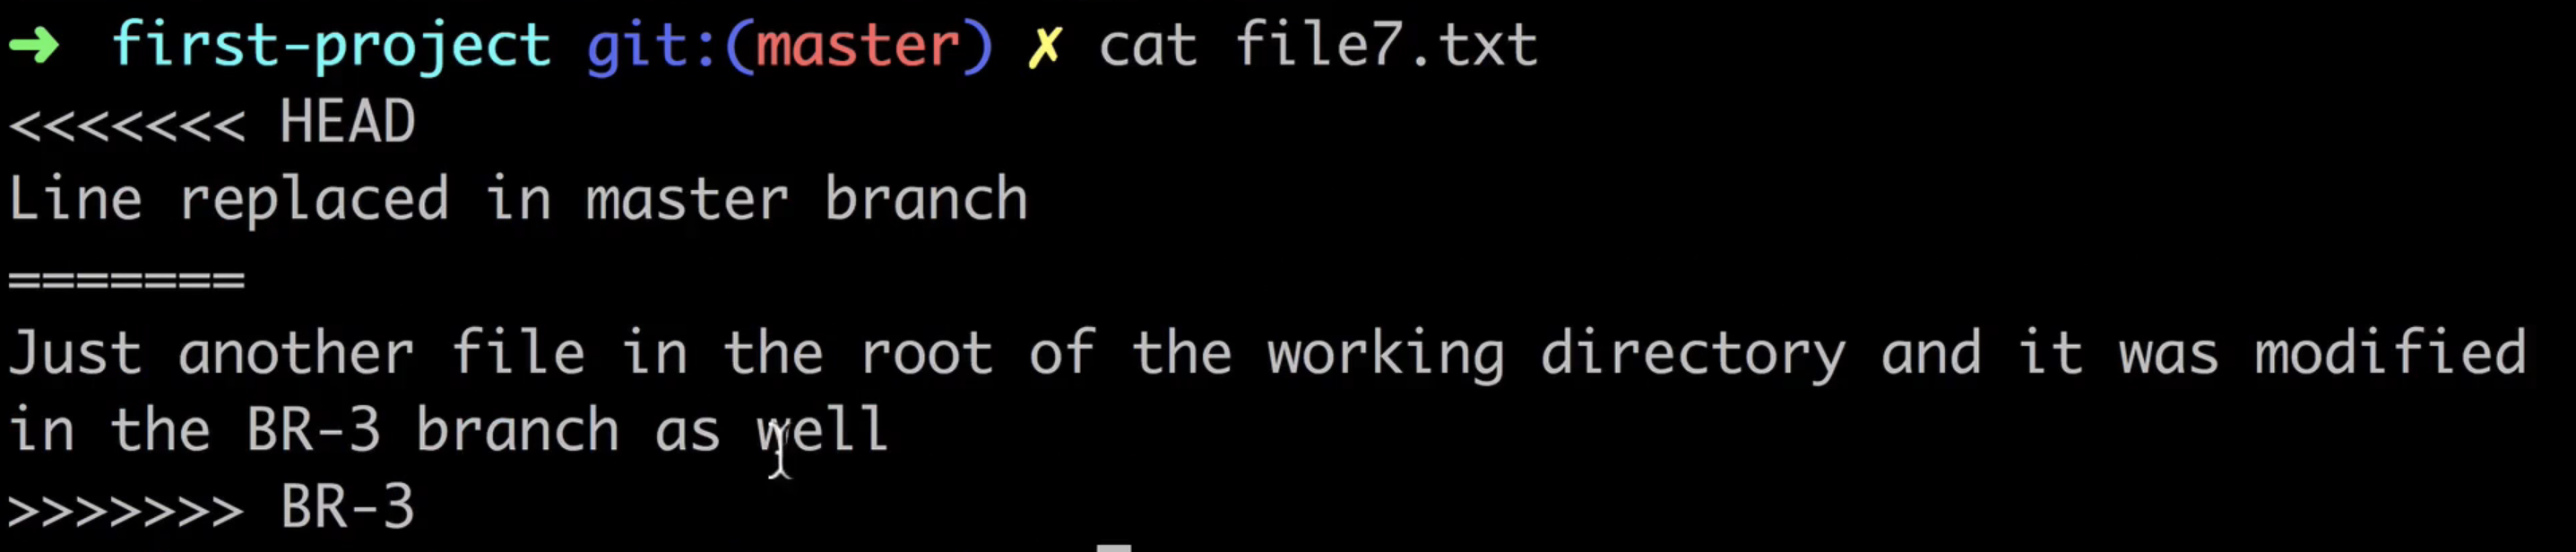 ➜ first-project git:(master) ✗ cat file7.txt
<<<<<<< HEAD
Line replaced in master branch
=======
Just another file in the root of the working directory and it was modified
in the BR-3 branch as well
>>>>>>> BR-3